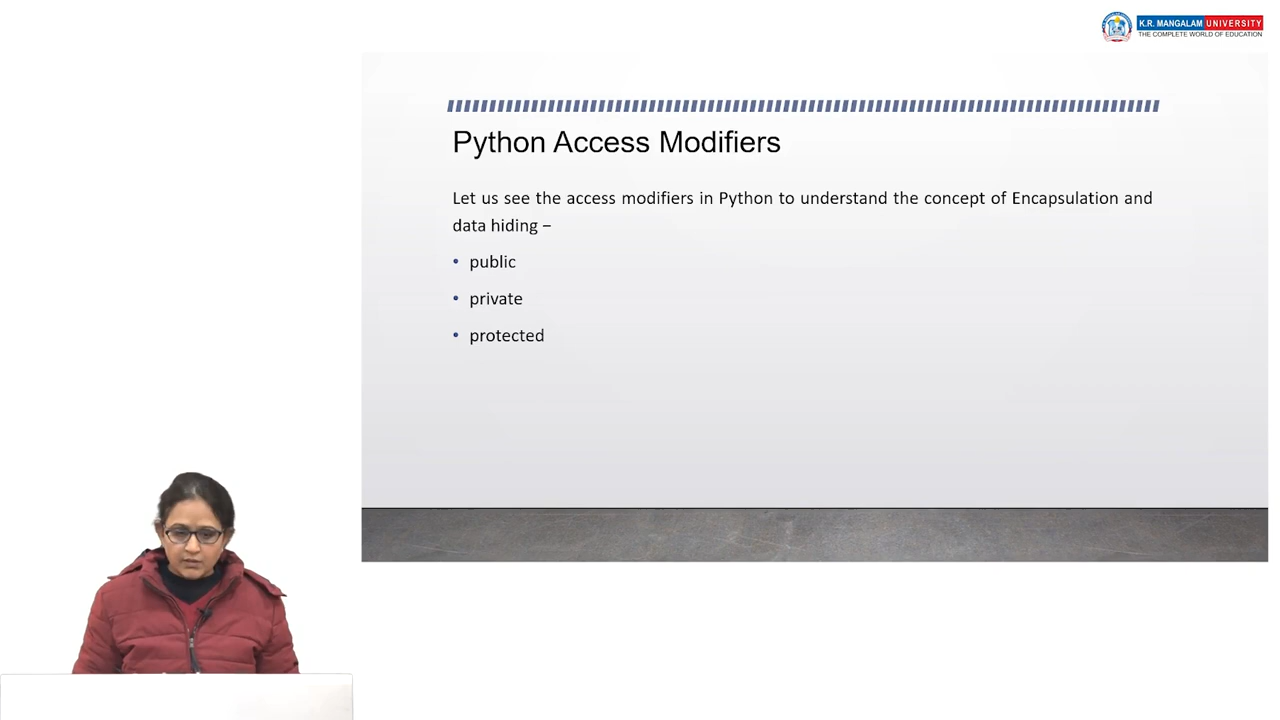 K.R. MANGALAM UNIVERSITY
THE COMPLETE WORLD OF EDUCATION
Python Access Modifiers
Let us see the access modifiers in Python to understand the concept of Encapsulation and
data hiding –
• public
• private
• protected